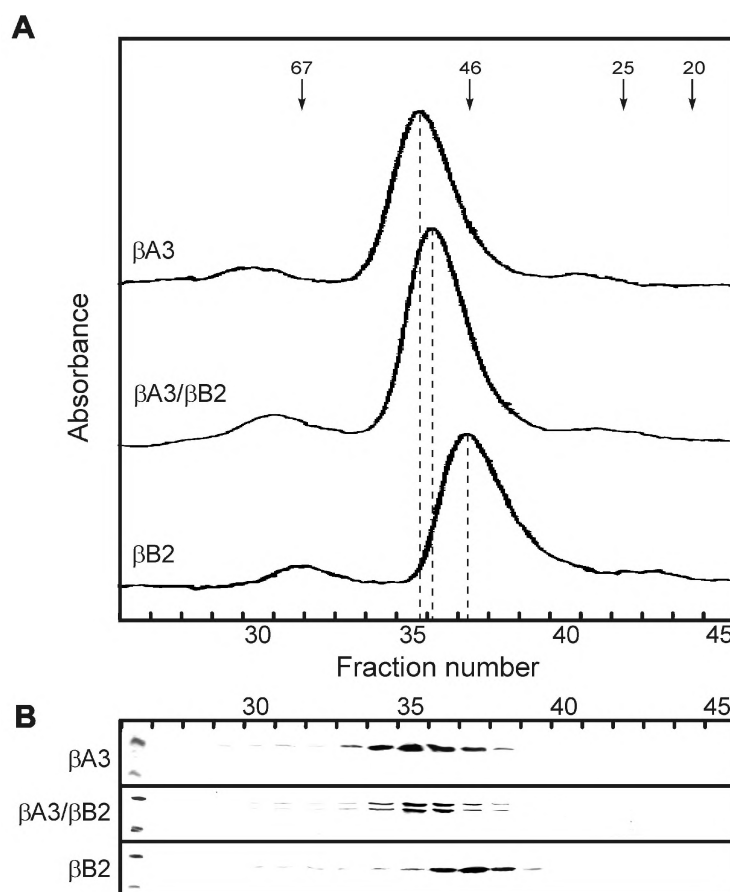 A
67 46 25 20
βA3
βA3/βB2
βB2
Absorbance
30 35 40 45
Fraction number
B
30 35 40 45
βA3
βA3/βB2
βB2